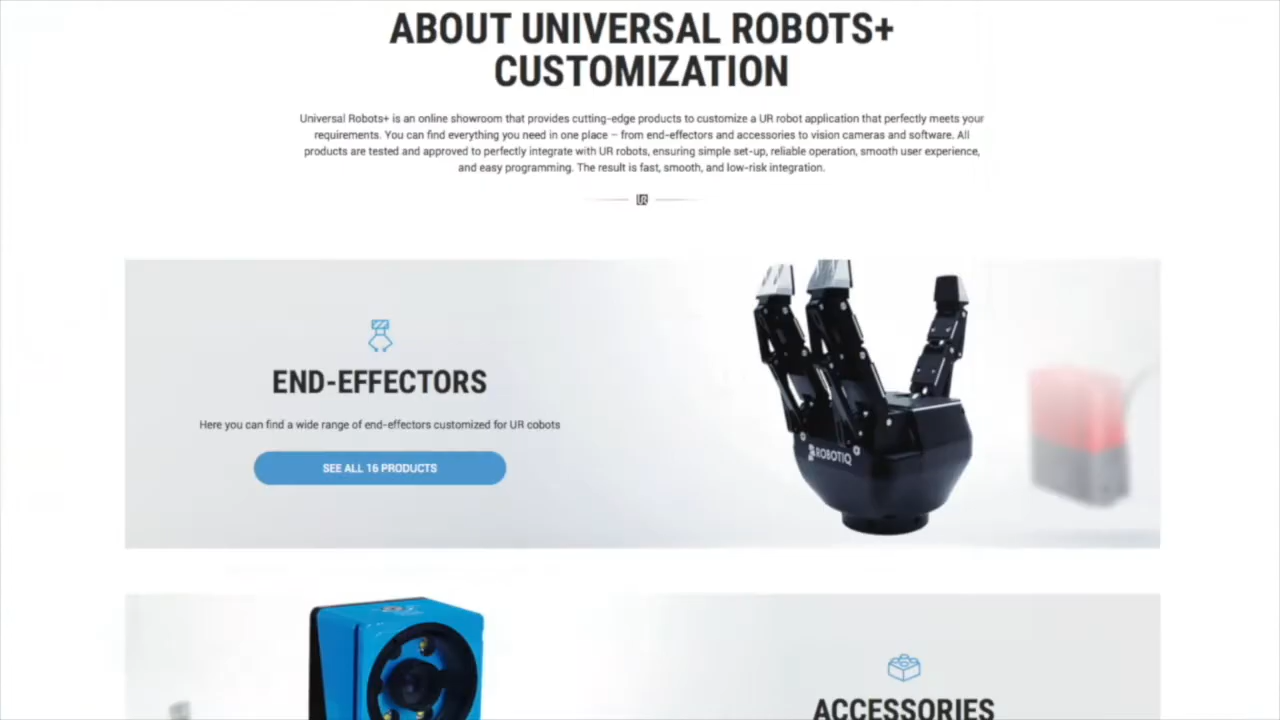 ABOUT UNIVERSAL ROBOTS+
CUSTOMIZATION
Universal Robots+ is an online showroom that provides cutting-edge products to customize a UR robot application that perfectly meets your
requirements. You can find everything you need in one place – from end-effectors and accessories to vision cameras and software. All
products are tested and approved to perfectly integrate with UR robots, ensuring simple set-up, reliable operation, smooth user experience,
and easy programming. The result is fast, smooth, and low-risk integration.
UR
END-EFFECTORS
Here you can find a wide range of end-effectors customized for UR cobots
SEE ALL 16 PRODUCTS
ROBOTIQ
ACCESSORIES